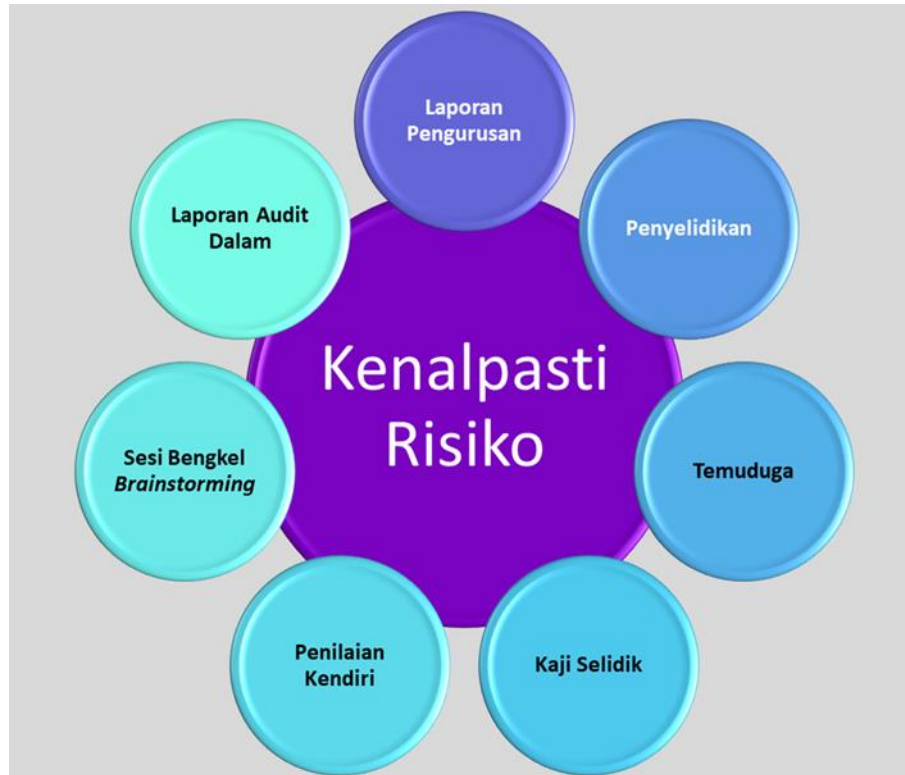 Laporan
Pengurusan
Penyelidikan
Temuduga
Kaji Selidik
Penilaian
Kendiri
Sesi Bengkel
Brainstorming
Laporan Audit
Dalam
Kenalpasti
Risiko